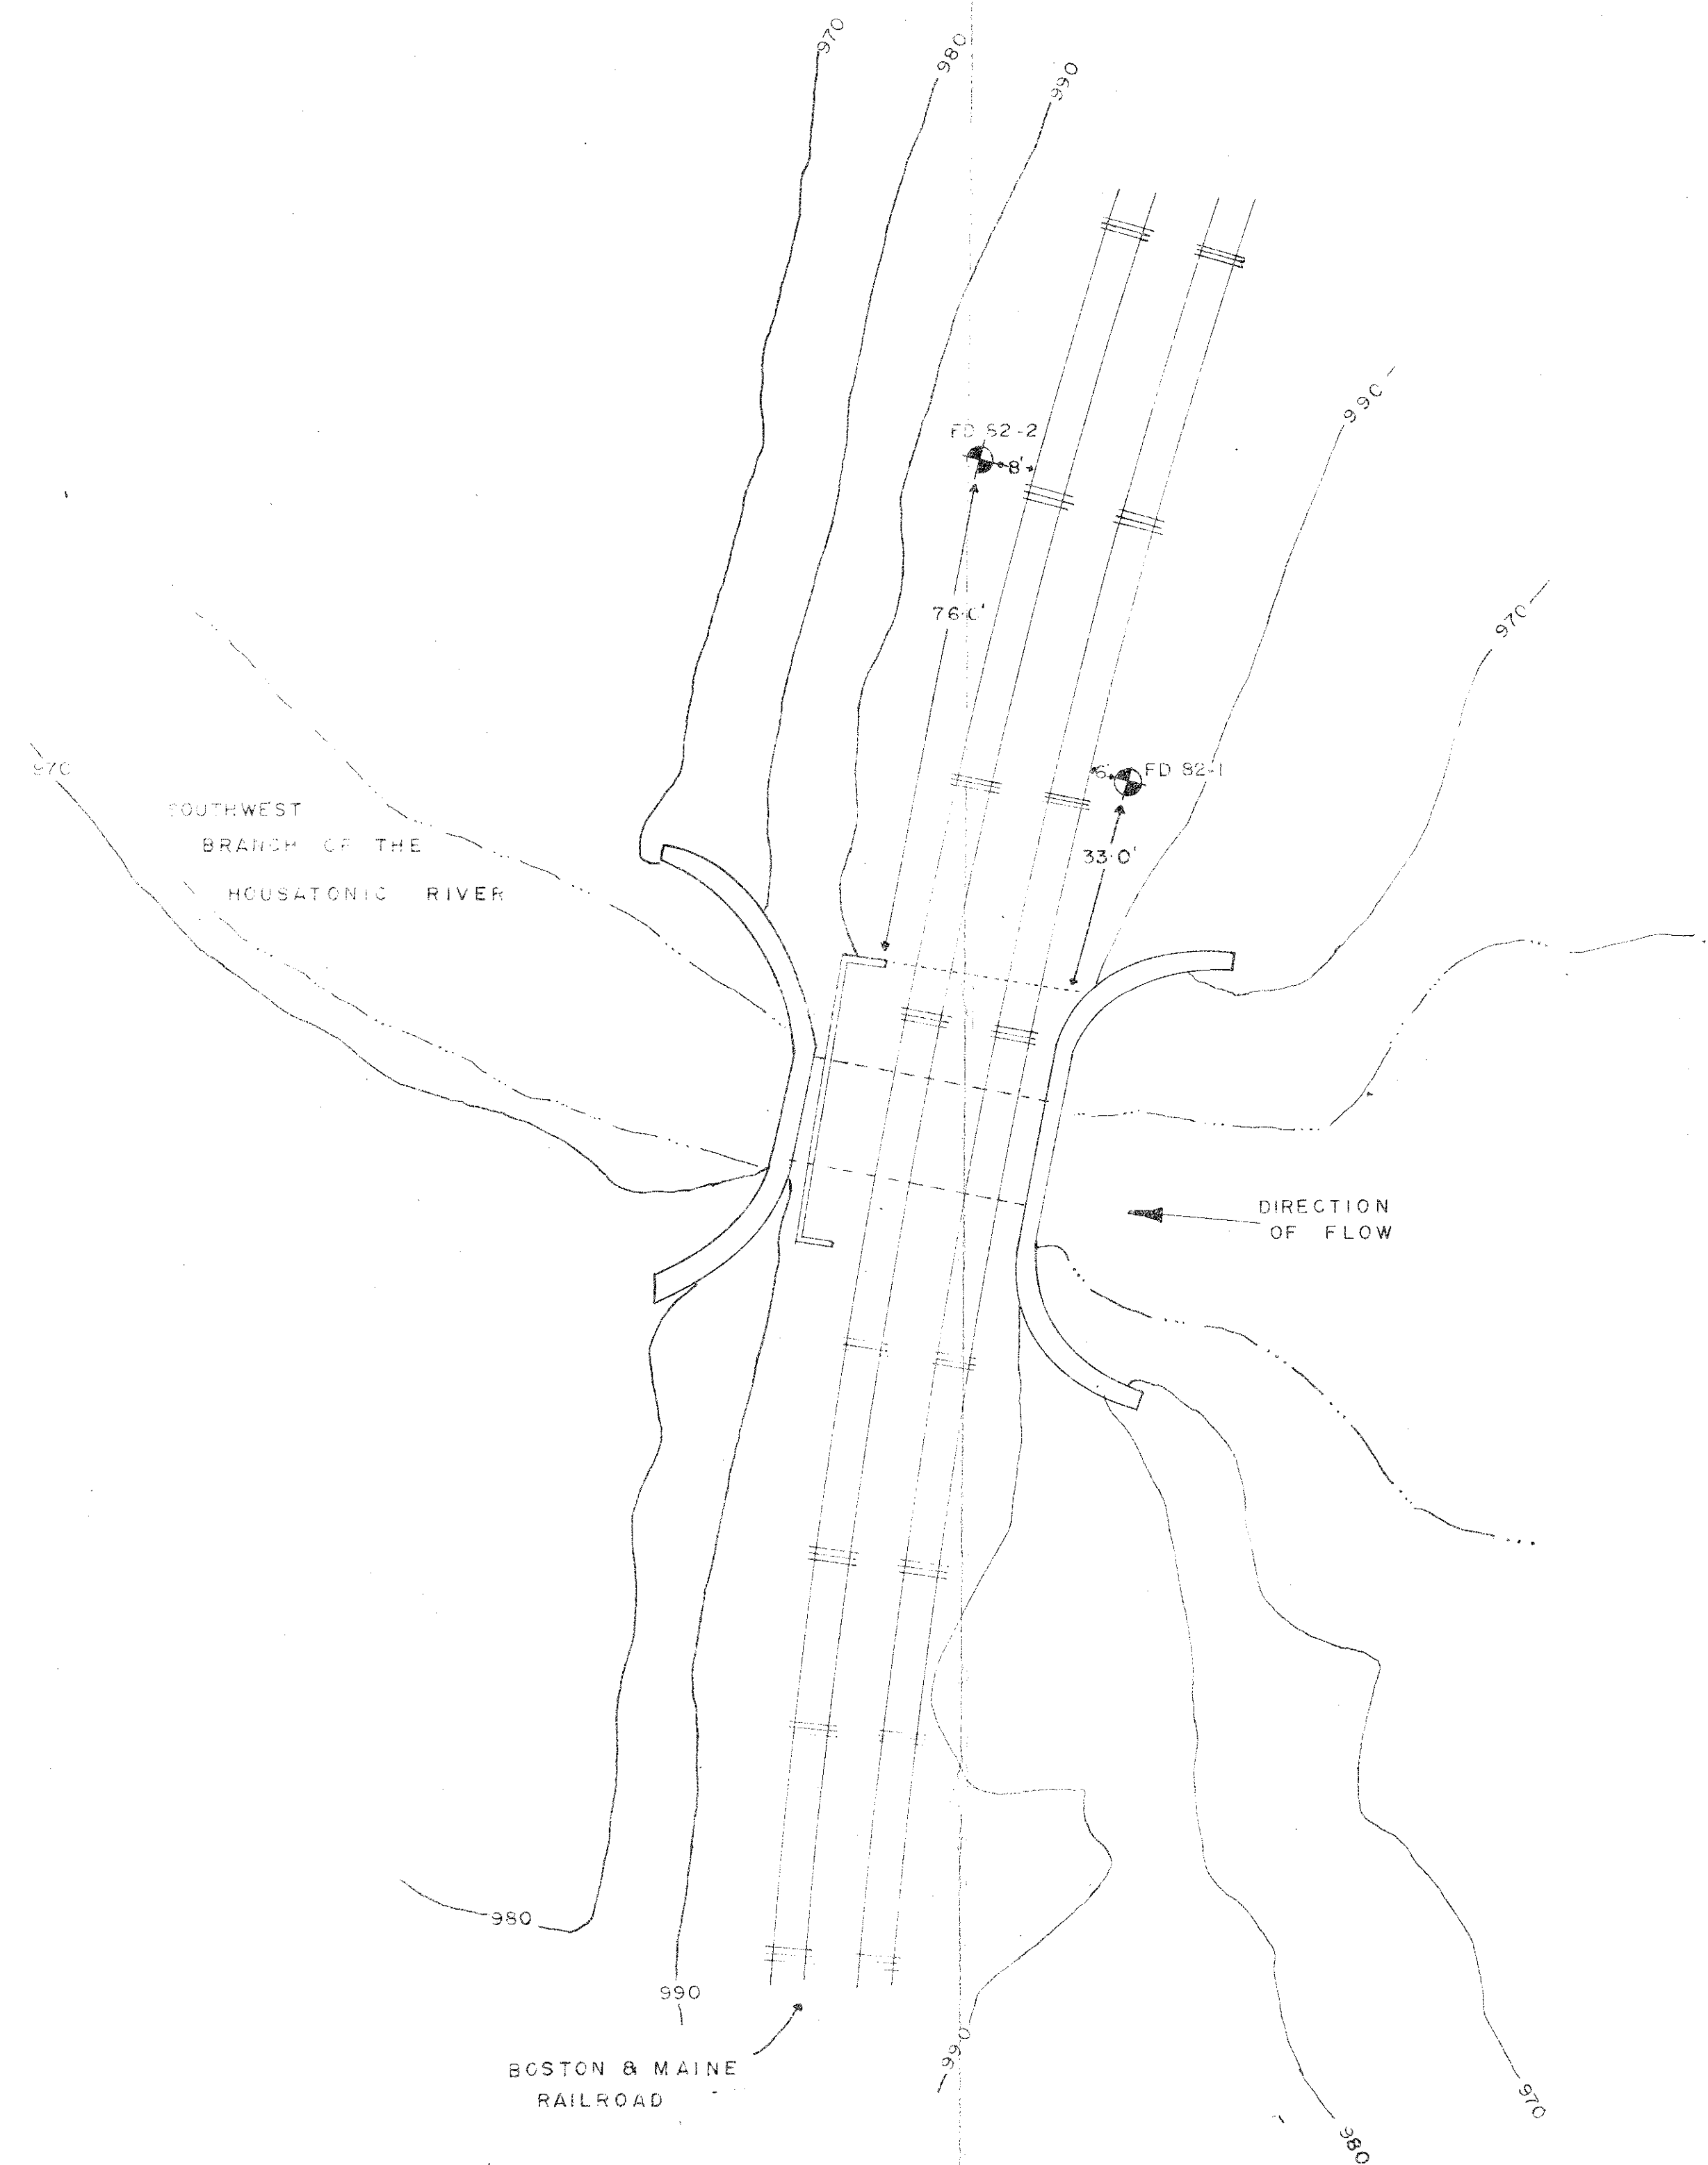 970
980
990
990
FD 82-2
8'
76.0'
970
970
6'
FD 82-1
SOUTHWEST
BRANCH OF THE
HOUSATONIC RIVER
33.0'
DIRECTION
OF FLOW
980
990
990
BOSTON & MAINE
RAILROAD
970
980